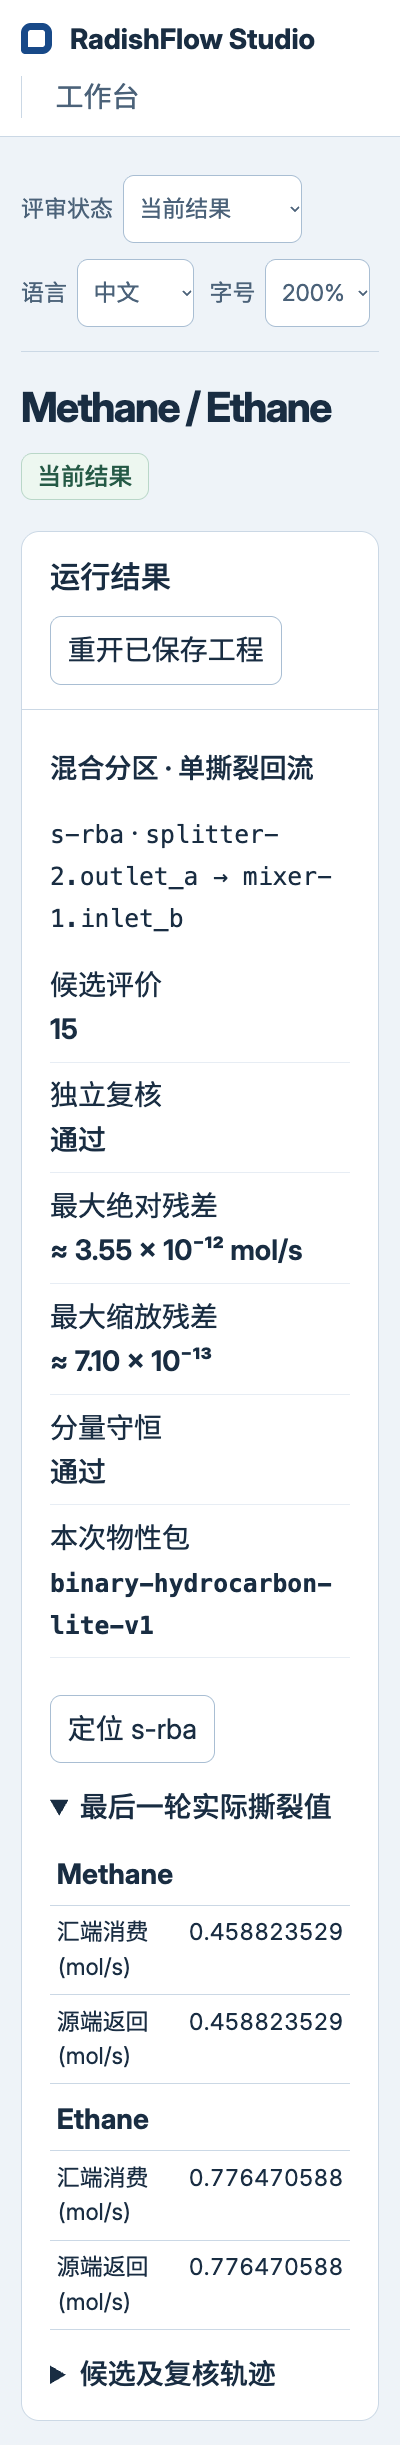 RadishFlow Studio
工作台
评审状态 当前结果
语言 中文 字号 200%
Methane / Ethane
当前结果
运行结果
重开已保存工程
混合分区 · 单撕裂回流
s-rba · splitter-
2.outlet_a → mixer-
1.inlet_b
候选评价
15
独立复核
通过
最大绝对残差
≈ 3.55 × 10⁻¹² mol/s
最大缩放残差
≈ 7.10 × 10⁻¹³
分量守恒
通过
本次物性包
binary-hydrocarbon-
lite-v1
定位 s-rba
▼ 最后一轮实际撕裂值
Methane
汇端消费 0.458823529
(mol/s)
源端返回 0.458823529
(mol/s)
Ethane
汇端消费 0.776470588
(mol/s)
源端返回 0.776470588
(mol/s)
▶ 候选及复核轨迹